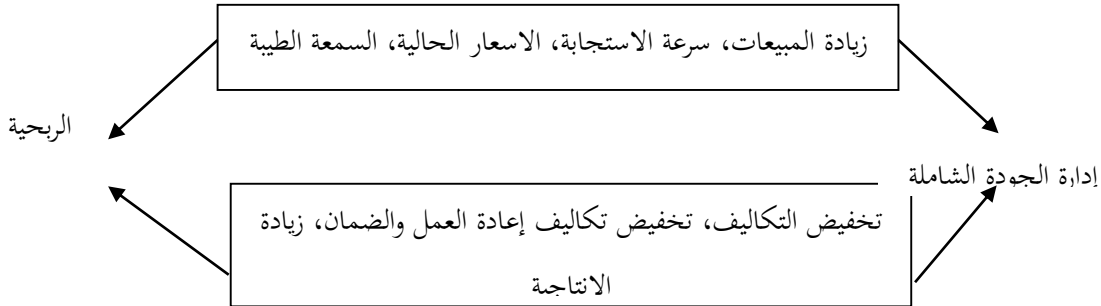 زيادة المبيعات، سرعة الاستجابة، الاسعار الحالية، السمعة الطيبة
الربحية
إدارة الجودة الشاملة
تخفيض التكاليف، تخفيض تكاليف إعادة العمل والضمان، زيادة
الانتاجية